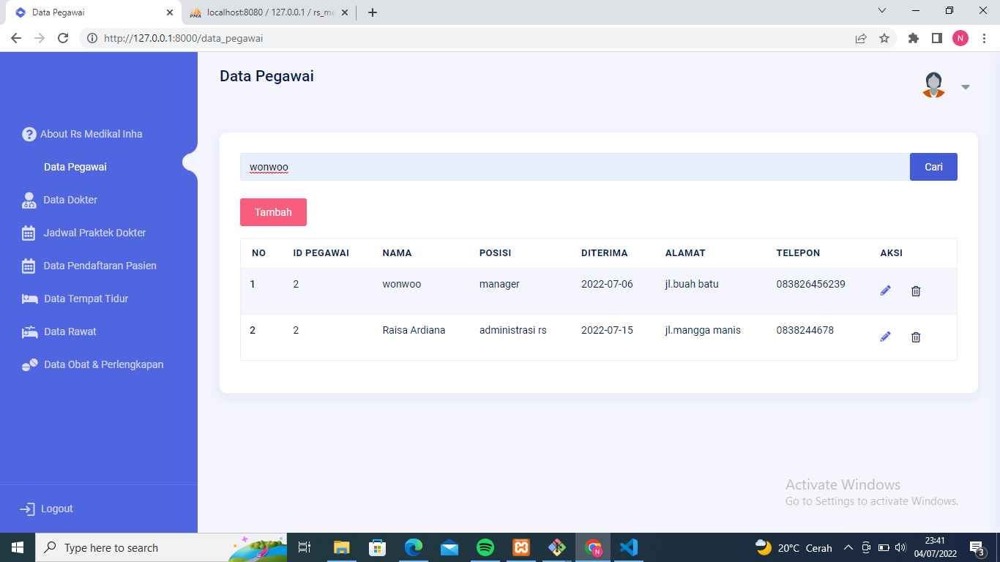 Data Pegawai
localhost:8080 / 127.0.0.1 / rs_me
http://127.0.0.1:8000/data_pegawai
N
Data Pegawai
About Rs Medikal Inha
Data Pegawai
Data Dokter
Jadwal Praktek Dokter
Data Pendaftaran Pasien
Data Tempat Tidur
Data Rawat
Data Obat & Perlengkapan
Logout
wonwoo
Cari
Tambah
NO ID PEGAWAI NAMA POSISI DITERIMA ALAMAT TELEPON AKSI
1 2 wonwoo manager 2022-07-06 jl.buah batu 083826456239
2 2 Raisa Ardiana administrasi rs 2022-07-15 jl.mangga manis 0838244678
Activate Windows
Go to Settings to activate Windows.
Type here to search
20°C Cerah
23:41
04/07/2022
3